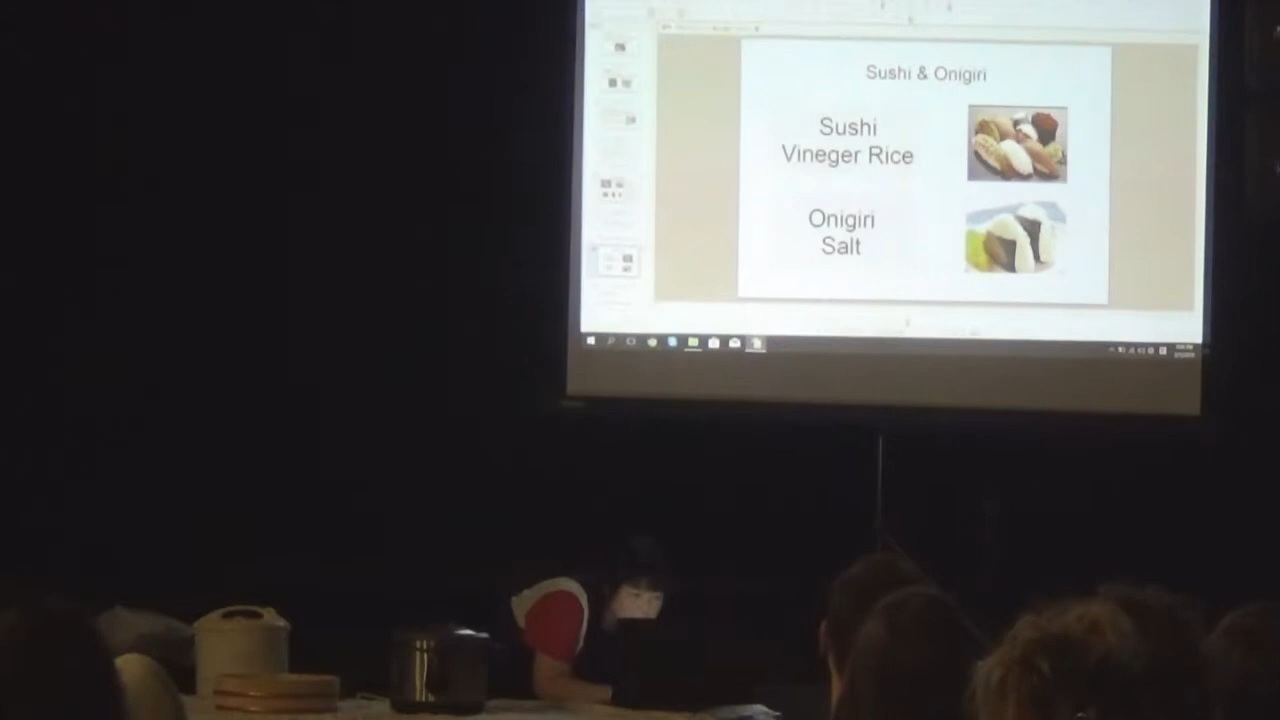 Sushi & Onigiri
Sushi
Vineger Rice
Onigiri
Salt